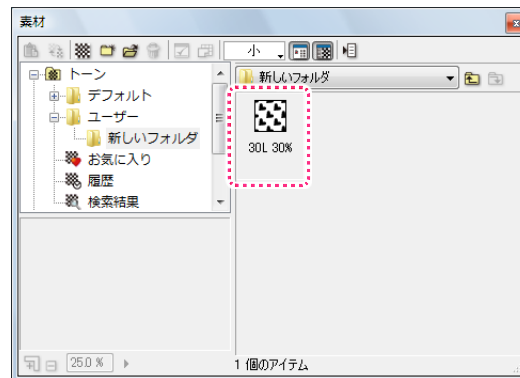 素材
小
トーン
デフォルト
ユーザー
新しいフォルダ
お気に入り
履歴
検索結果
新しいフォルダ
30L 30%
25.0 %
1 個のアイテム